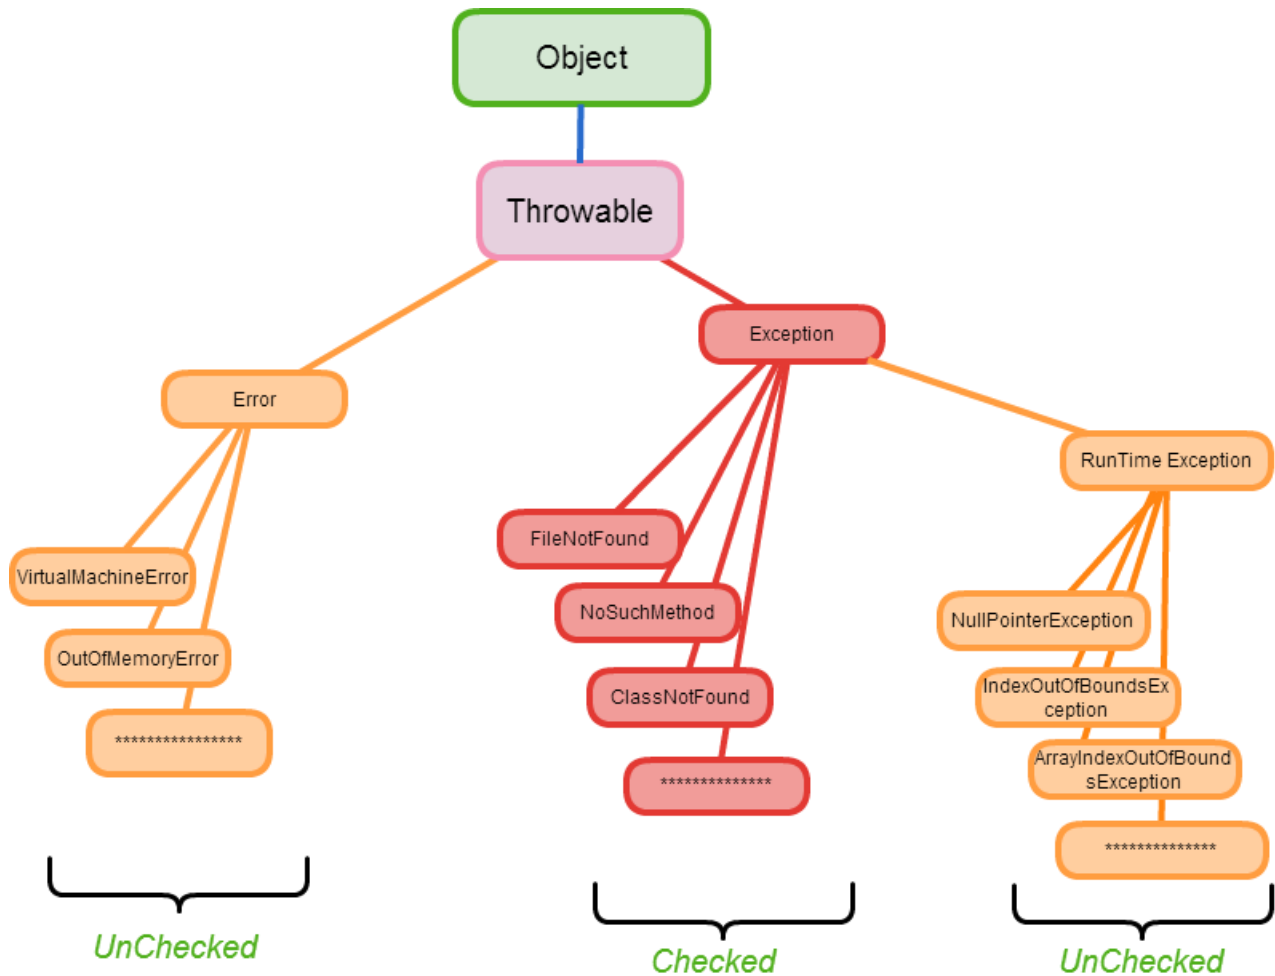 Object
Throwable
Exception
Error
RunTime Exception
FileNotFound
VirtualMachineError
NoSuchMethod
NullPointerException
OutOfMemoryError
ClassNotFound
IndexOutOfBoundsEx
ception
****************
**************
ArrayIndexOutOfBound
sException
**************
UnChecked
Checked
UnChecked